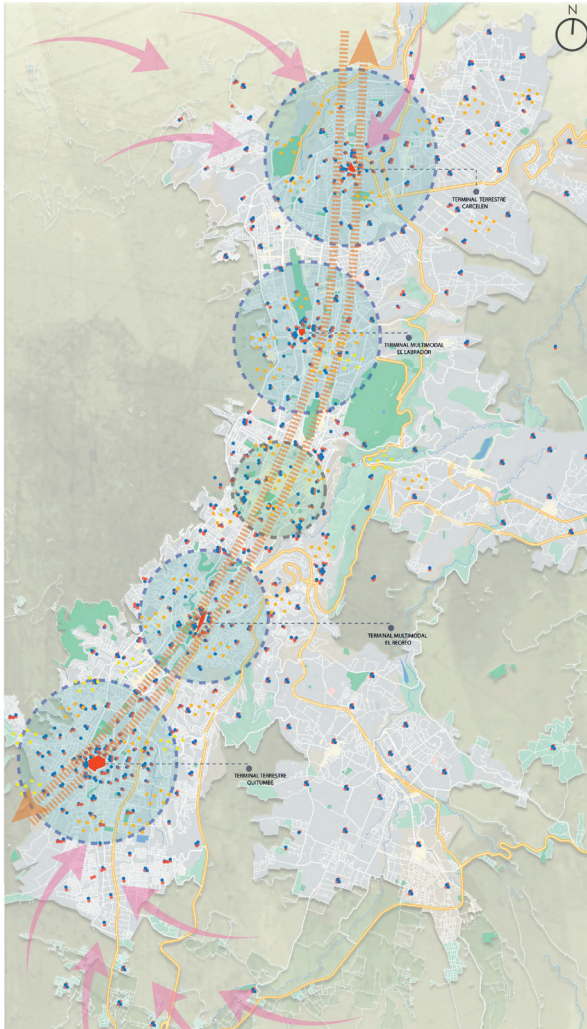 N
TERMINAL TERRESTRE
CARCELEN
TERMINAL MULTIMODAL
EL LABRADOR
TERMINAL MULTIMODAL
EL RECREO
TERMINAL TERRESTRE
QUITUMBE